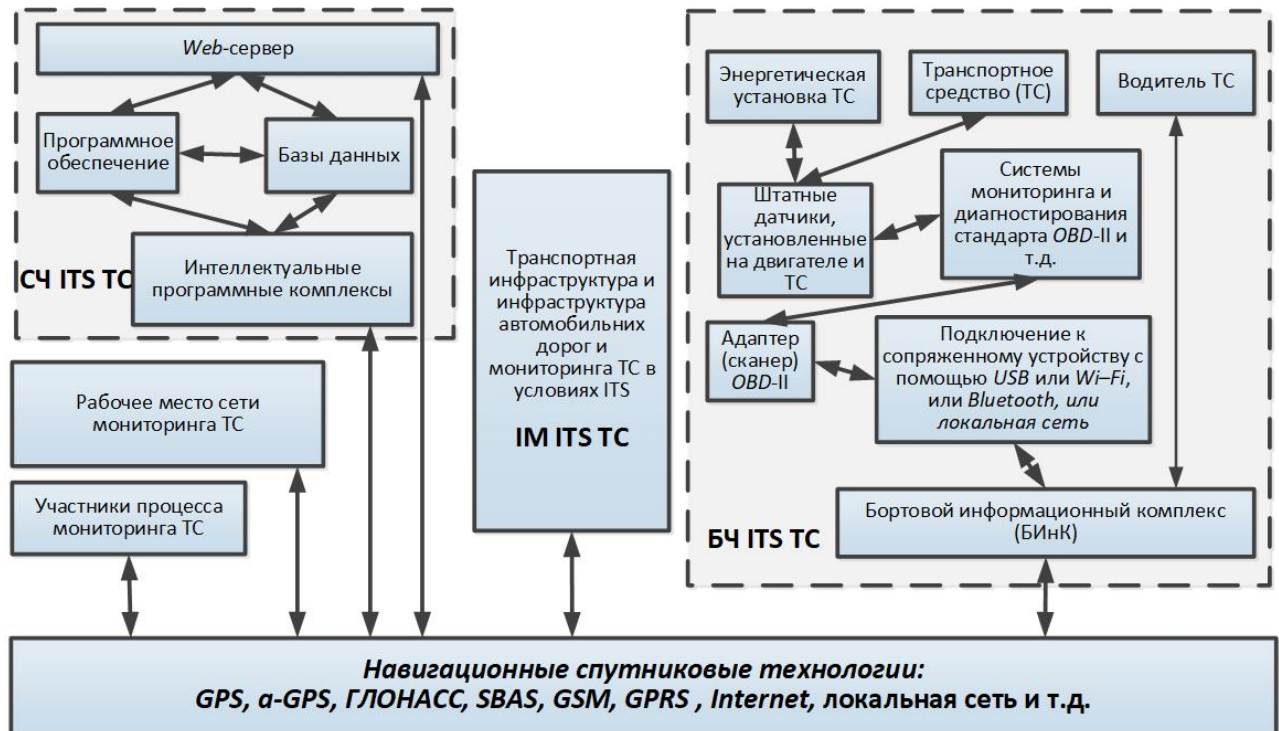 Web-сервер
Программное
обеспечение
Базы данных
Интеллектуальные
программные комплексы
СЧ ITS ТС
Рабочее место сети
мониторинга ТС
Участники процесса
мониторинга ТС
Транспортная
инфраструктура и
инфраструктура
автомобильних
дорог и
мониторинга ТС в
условиях ITS
IM ITS ТС
Энергетическая
установка ТС
Транспортное
средство (ТС)
Водитель ТС
Штатные
датчики,
установленные
на двигателе и
ТС
Системы
мониторинга и
диагностирования
стандарта OBD-II и
т.д.
Адаптер
(сканер)
OBD-II
Подключение к
сопряженному устройству с
помощью USB или Wi–Fi,
или Bluetooth, или
локальная сеть
Бортовой информационный комплекс
(БИнК)
БЧ ITS ТС
Навигационные спутниковые технологии:
GPS, a-GPS, ГЛОНАСС, SBAS, GSM, GPRS , Internet, локальная сеть и т.д.